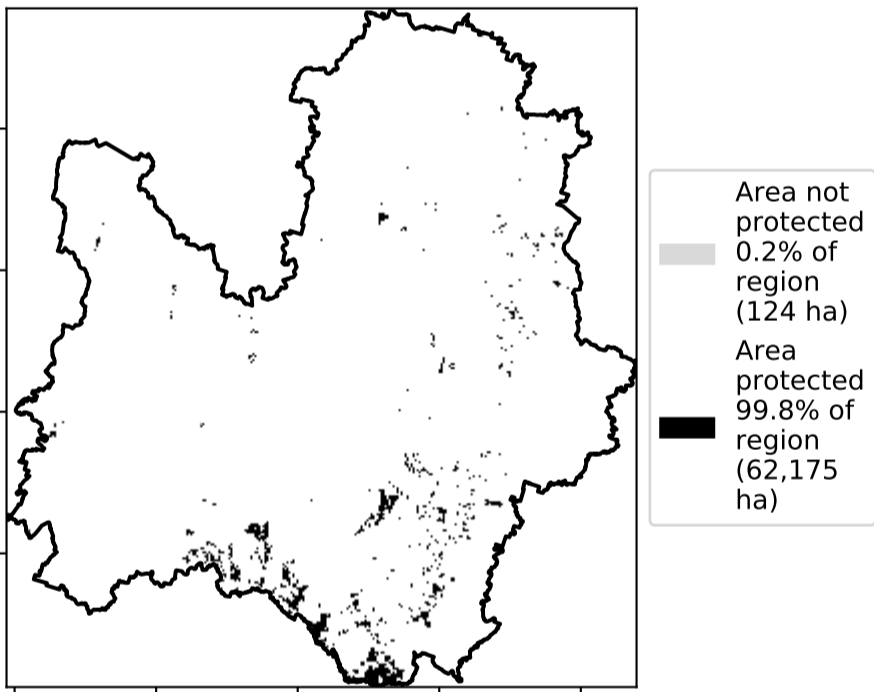 Area not
protected
0.2% of
region
(124 ha)
Area
protected
99.8% of
region
(62,175
ha)